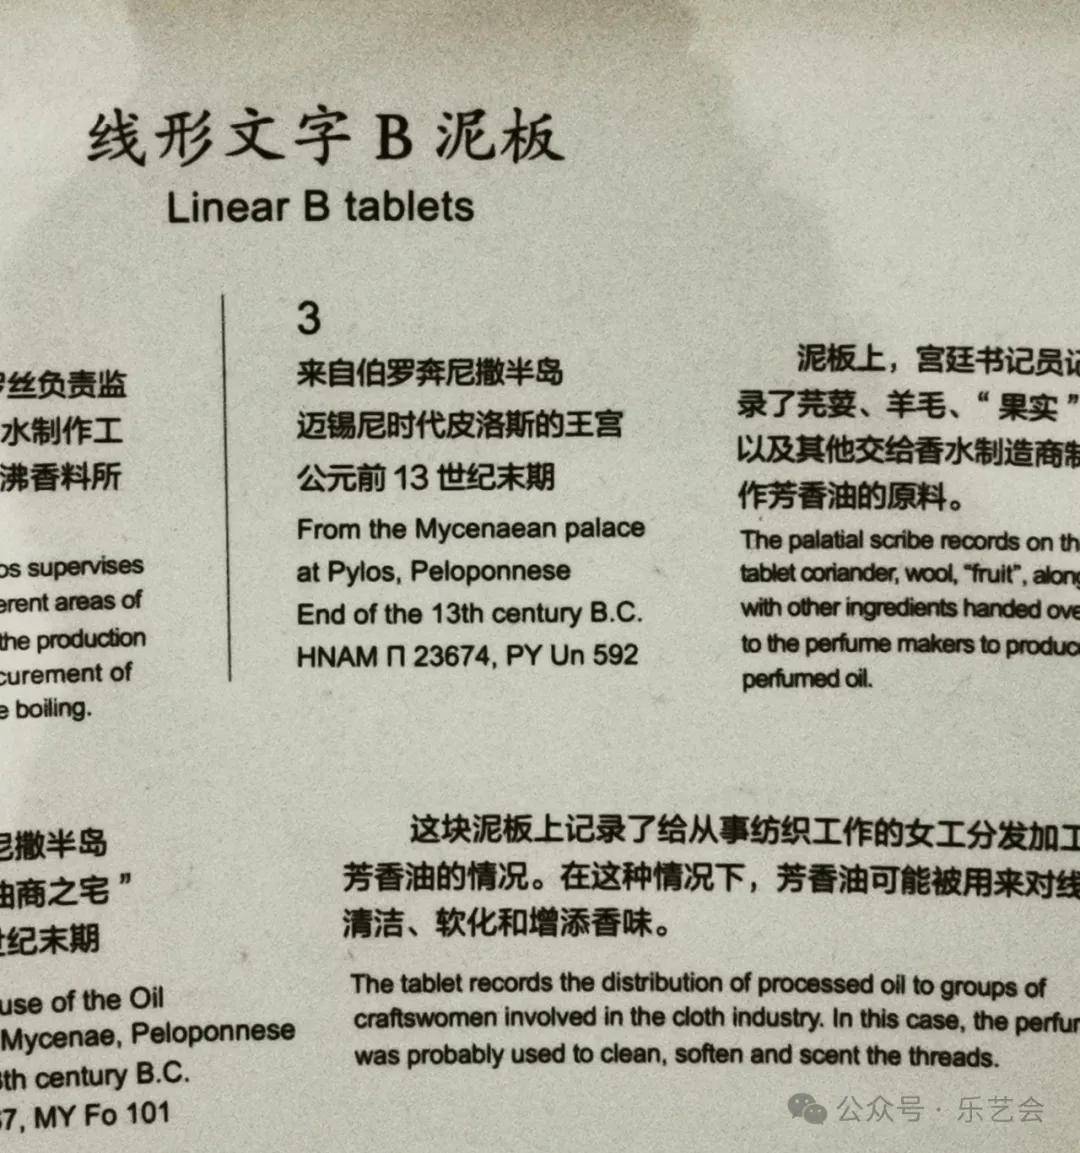 线形文字 B 泥板
Linear B tablets
丝负责监
水制作工
沸香料所
os supervises
erent areas of
the production
curement of
e boiling.
3
来自伯罗奔尼撒半岛
迈锡尼时代皮洛斯的王宫
公元前 13 世纪末期
From the Mycenaean palace
at Pylos, Peloponnese
End of the 13th century B.C.
HNAM Π 23674, PY Un 592
泥板上，宫廷书记员记
录了芫荽、羊毛、“果实”
以及其他交给香水制造商制
作芳香油的原料。
The palatial scribe records on th
tablet coriander, wool, “fruit”, along
with other ingredients handed ove
to the perfume makers to produc
perfumed oil.
尼撒半岛
油商之宅”
世纪末期
use of the Oil
Mycenae, Peloponnese
th century B.C.
7, MY Fo 101
这块泥板上记录了给从事纺织工作的女工分发加工
芳香油的情况。在这种情况下，芳香油可能被用来对线
清洁、软化和增添香味。
The tablet records the distribution of processed oil to groups of
craftswomen involved in the cloth industry. In this case, the perfu
was probably used to clean, soften and scent the threads.
公众号·乐艺会